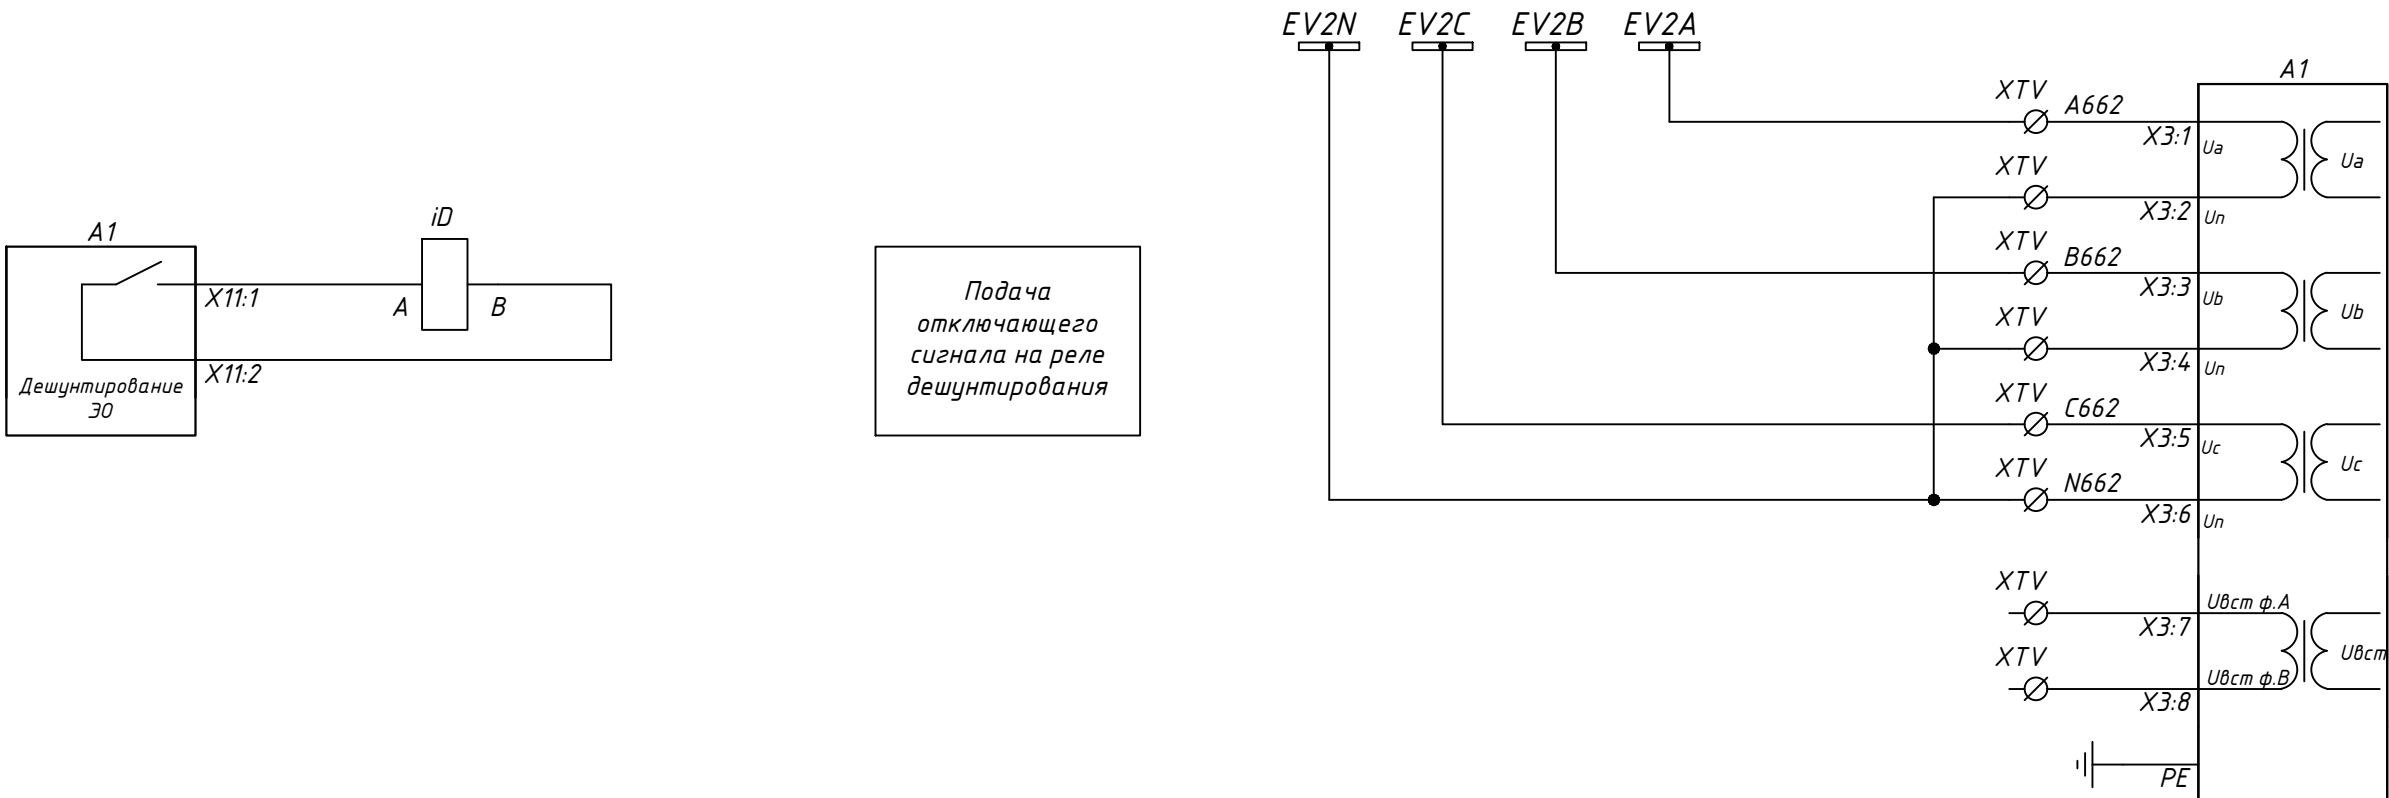 EV2N EV2C EV2B EV2A
A1
iD
X11:1
A B
X11:2
Дешунтирование
ЭО
Подача
отключающего
сигнала на реле
дешунтирования
A1
XTV A662
X3:1 Ua
Ua
XTV
X3:2 Un
XTV B662
X3:3 Ub
Ub
XTV
X3:4 Un
XTV C662
X3:5 Uc
Uc
XTV N662
X3:6 Un
XTV
Uвст ф.А
X3:7
Uвст
XTV
Uвст ф.В
X3:8
PE